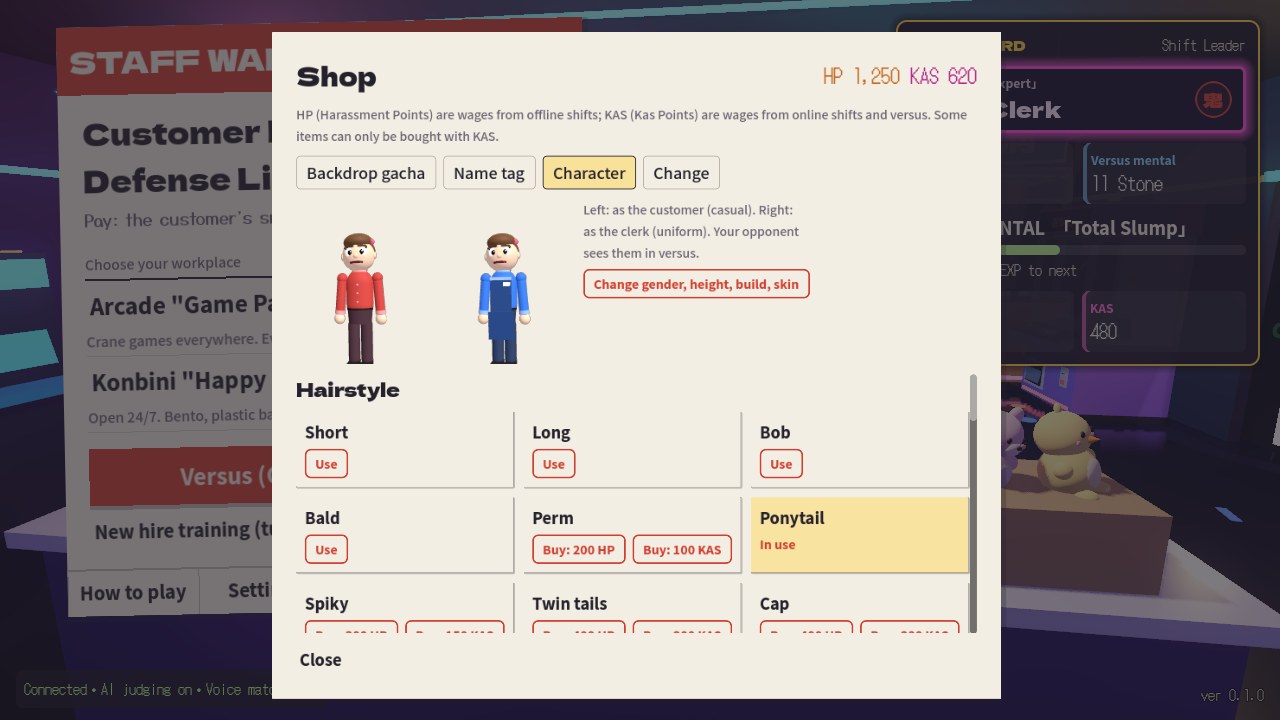 STAFF WA
Customer
Defense Li
Pay: the customer's
Choose your workplace
Arcade "Game Pa
Crane games everywhere.
Konbini "Happy
Open 24/7. Bento, plastic
Versus
New hire training
How to play
Connected • AI judging on • Voice
Shop
HP 1,250 KAS 620
HP (Harassment Points) are wages from offline shifts; KAS (Kas Points) are wages from online shifts and versus. Some
items can only be bought with KAS.
Backdrop gacha
Name tag
Character
Change
Left: as the customer (casual). Right:
as the clerk (uniform). Your opponent
sees them in versus.
Change gender, height, build, skin
Hairstyle
Short
Use
Long
Use
Bob
Use
Bald
Use
Perm
Buy: 200 HP Buy: 100 KAS
Ponytail
In use
Spiky
Twin tails
Cap
Close
Shift Leader
Clerk
Versus mental
11 Stone
「Total Slump」
EXP to next
KAS
480
ver 0.1.0